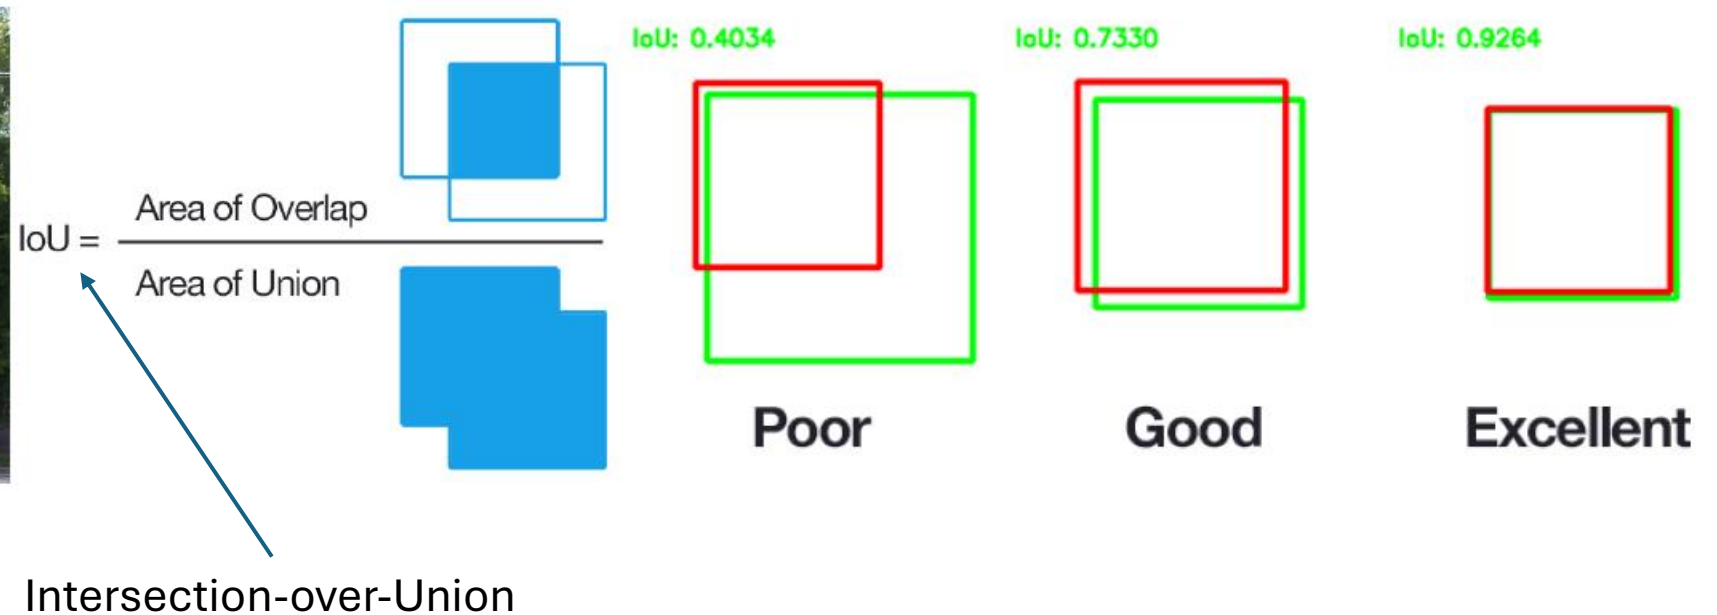 IoU =
Area of Overlap
Area of Union
IoU: 0.4034
Poor
IoU: 0.7330
Good
IoU: 0.9264
Excellent
Intersection-over-Union